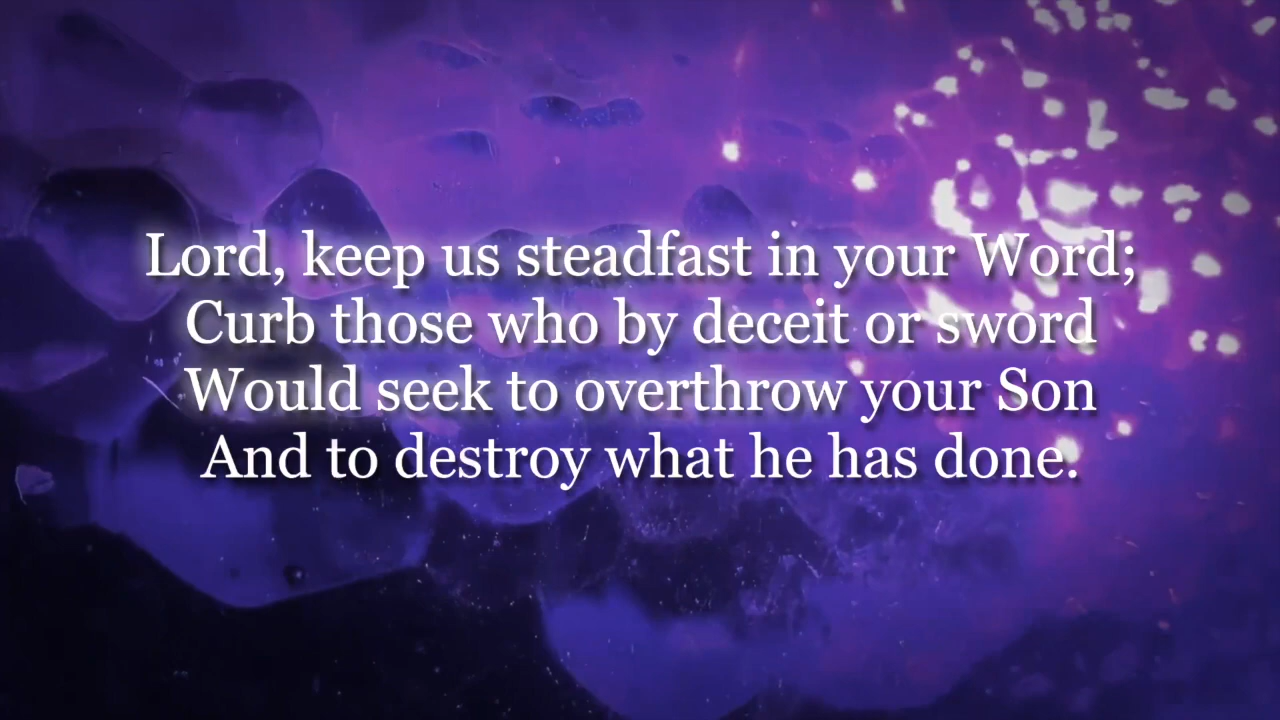 Lord, keep us steadfast in your Word;
Curb those who by deceit or sword
Would seek to overthrow your Son
And to destroy what he has done.